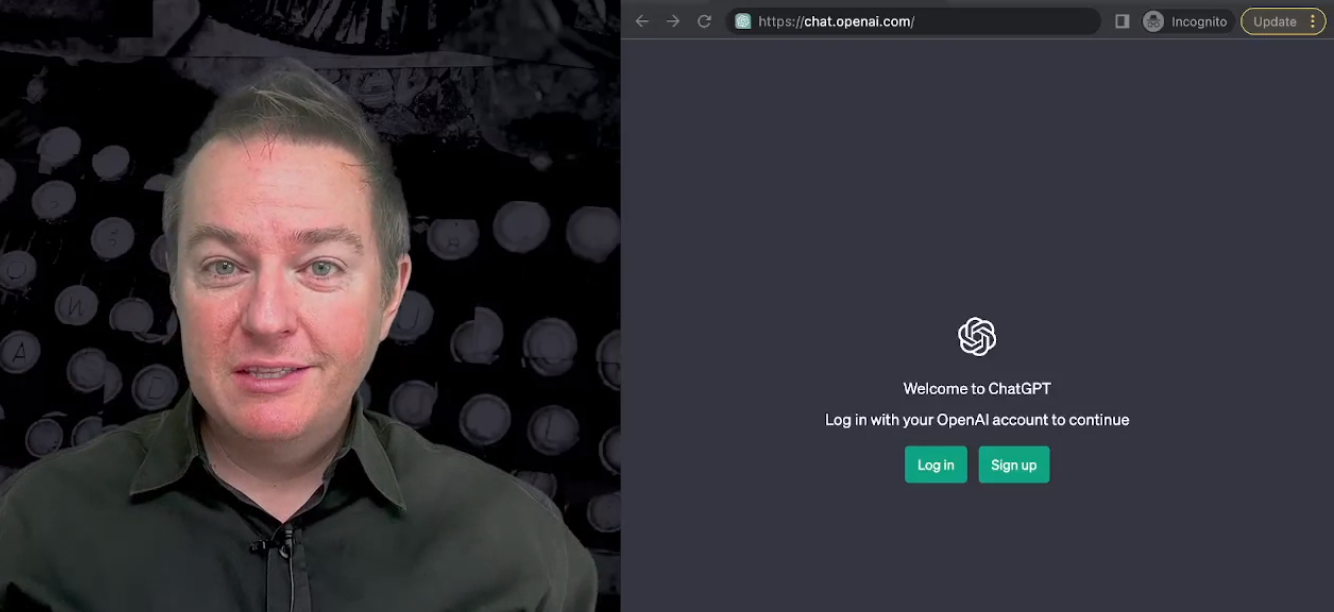 https://chat.openai.com/
Incognito
Update
Welcome to ChatGPT
Log in with your OpenAI account to continue
Log in
Sign up
W
A
S
D